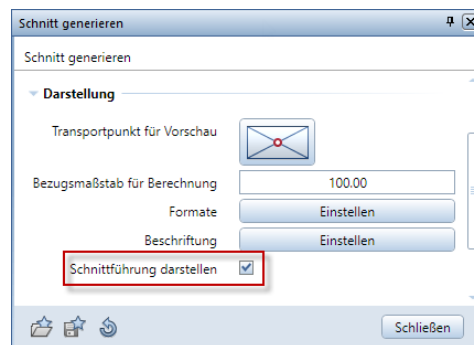 Schnitt generieren
Schnitt generieren
Darstellung
Transportpunkt für Vorschau
Bezugsmaßstab für Berechnung 100.00
Formate Einstellen
Beschriftung Einstellen
Schnittführung darstellen
Schließen